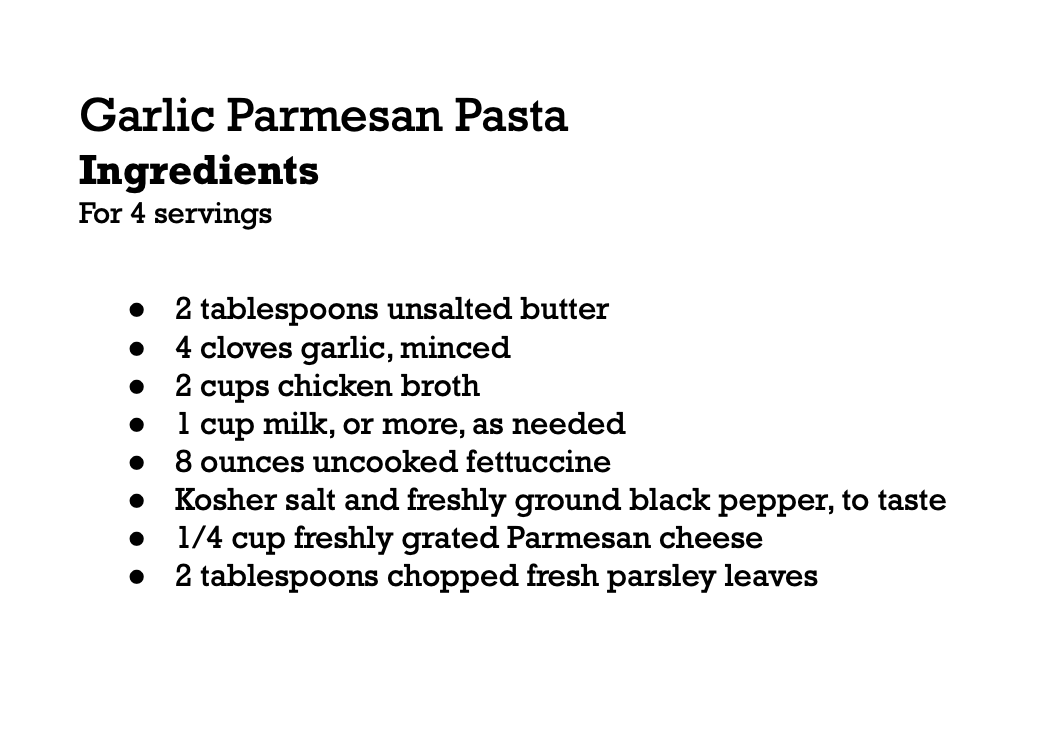 Garlic Parmesan Pasta
Ingredients
For 4 servings
● 2 tablespoons unsalted butter
● 4 cloves garlic, minced
● 2 cups chicken broth
● 1 cup milk, or more, as needed
● 8 ounces uncooked fettuccine
● Kosher salt and freshly ground black pepper, to taste
● 1/4 cup freshly grated Parmesan cheese
● 2 tablespoons chopped fresh parsley leaves